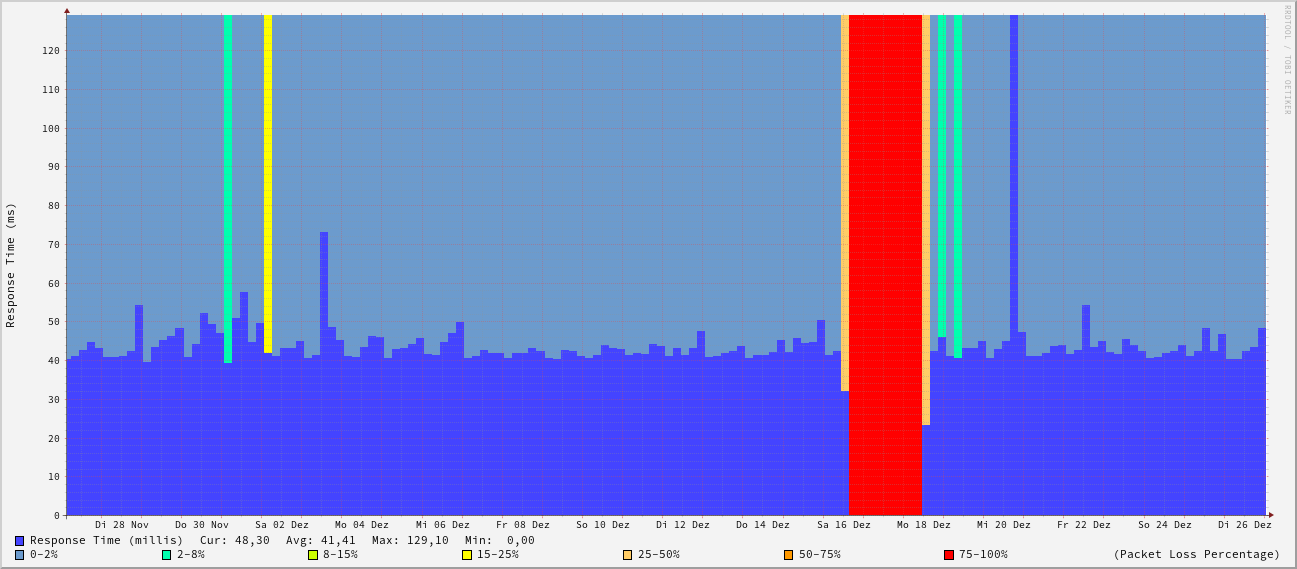 RRDTOOL / TOBI OETIKER
Response Time (ms)
120
110
100
90
80
70
60
50
40
30
20
10
0
Di 28 Nov Do 30 Nov Sa 02 Dez Mo 04 Dez Mi 06 Dez Fr 08 Dez So 10 Dez Di 12 Dez Do 14 Dez Sa 16 Dez Mo 18 Dez Mi 20 Dez Fr 22 Dez So 24 Dez Di 26 Dez
Response Time (millis) Cur: 48,30 Avg: 41,41 Max: 129,10 Min: 0,00
0-2% 2-8% 8-15% 15-25% 25-50% 50-75% 75-100% (Packet Loss Percentage)